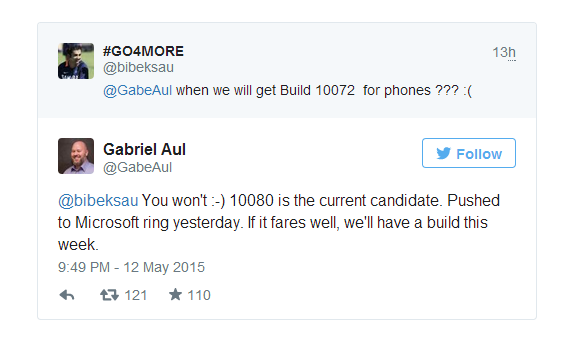 #GO4MORE
13h
@bibeksau
@GabeAul when we will get Build 10072 for phones ??? :(
Gabriel Aul
@GabeAul
Follow
@bibeksau You won't :-) 10080 is the current candidate. Pushed
to Microsoft ring yesterday. If it fares well, we'll have a build this
week.
9:49 PM - 12 May 2015
121
110